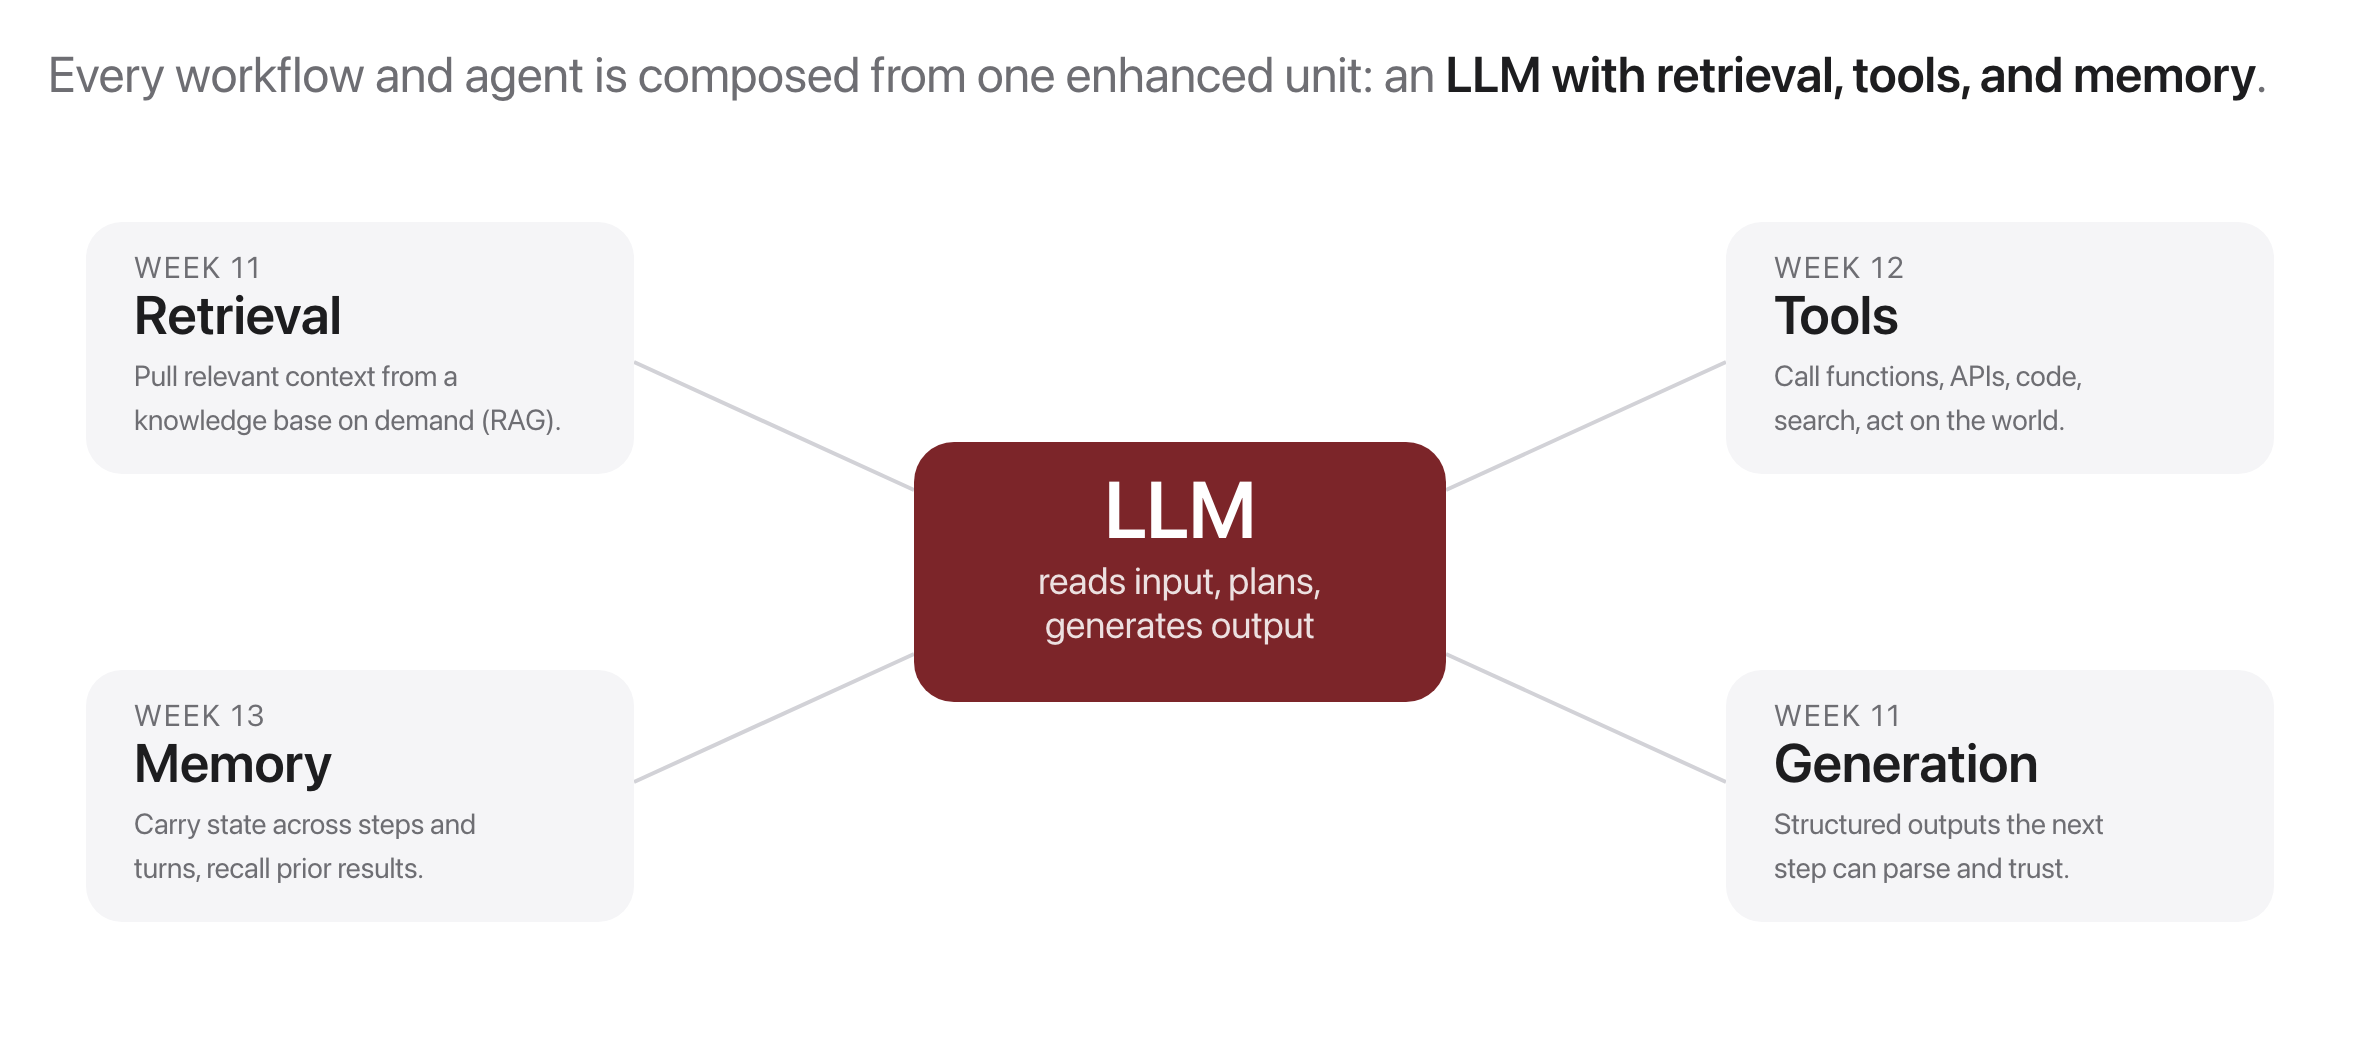 Every workflow and agent is composed from one enhanced unit: an LLM with retrieval, tools, and memory.
WEEK 11
Retrieval
Pull relevant context from a
knowledge base on demand (RAG).
WEEK 12
Tools
Call functions, APIs, code,
search, act on the world.
LLM
reads input, plans,
generates output
WEEK 13
Memory
Carry state across steps and
turns, recall prior results.
WEEK 11
Generation
Structured outputs the next
step can parse and trust.